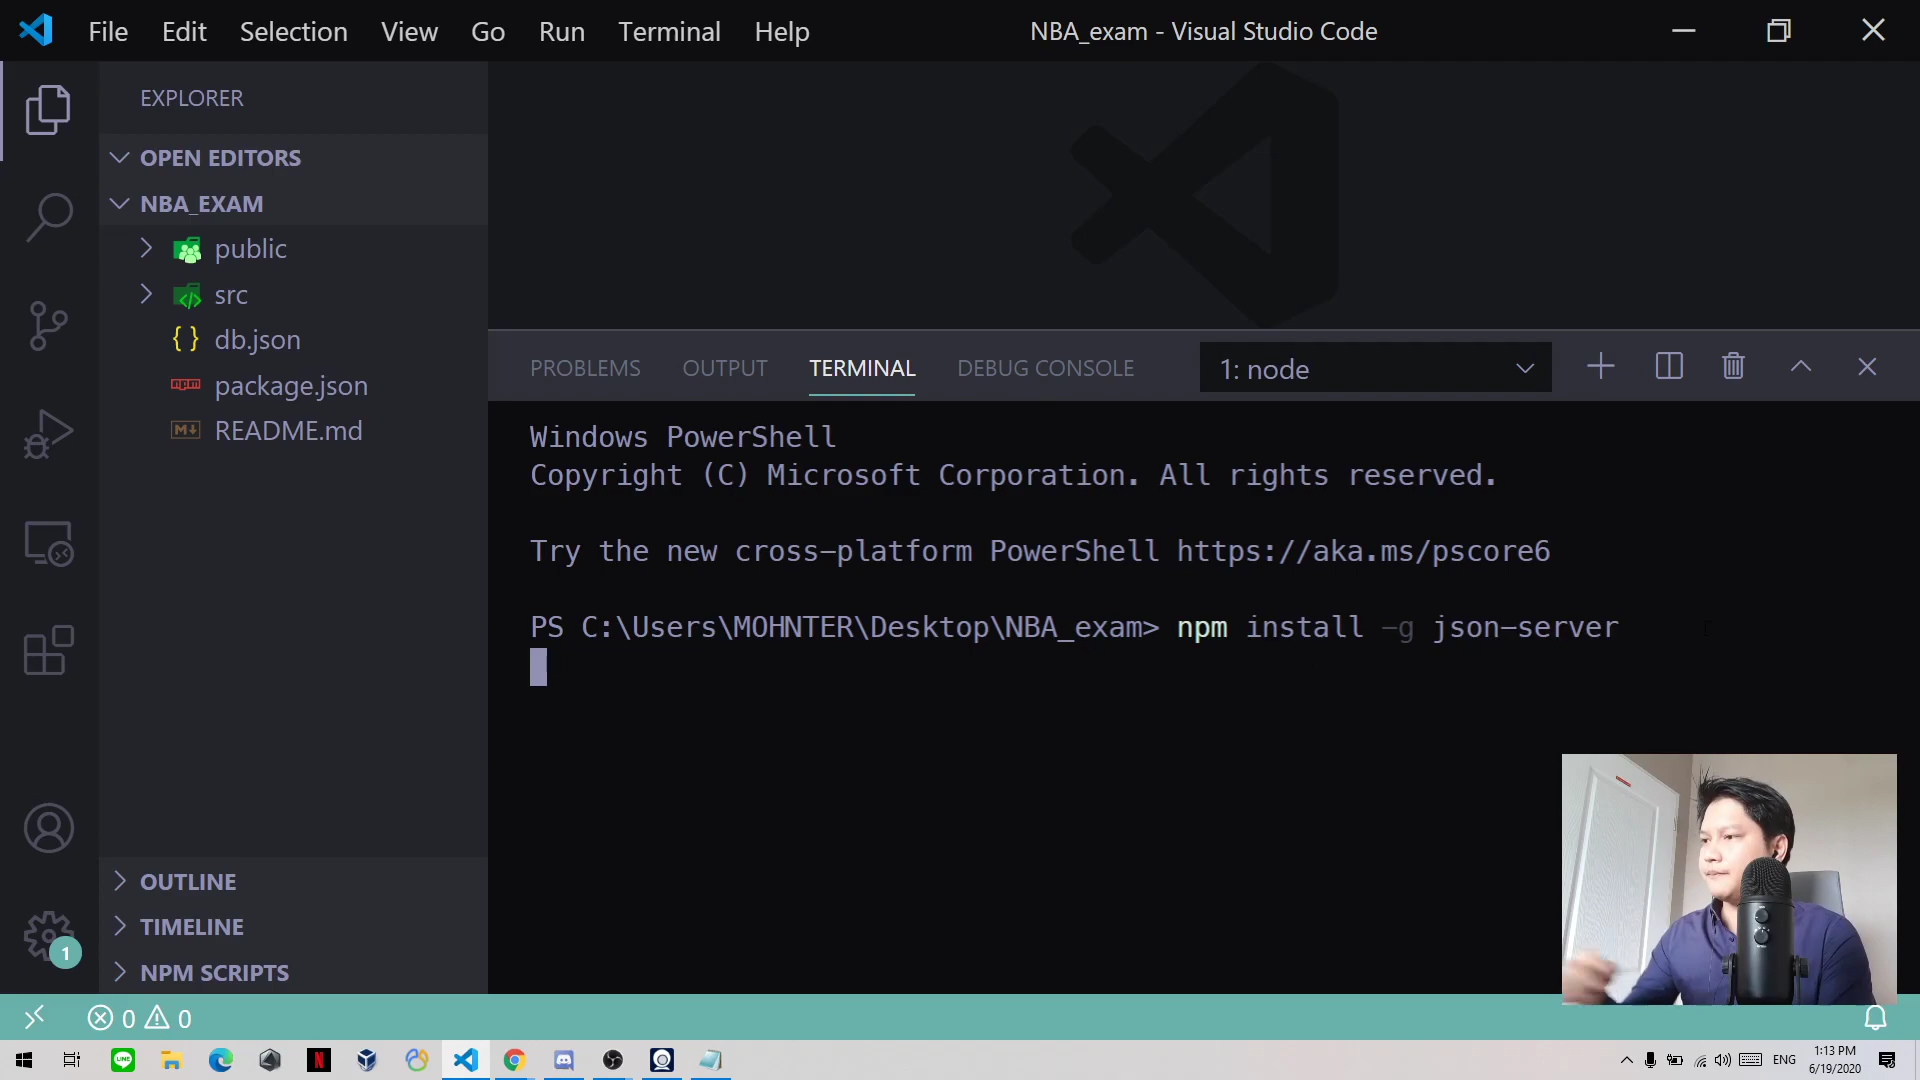 File Edit Selection View Go Run Terminal Help
NBA_exam - Visual Studio Code
EXPLORER
OPEN EDITORS
NBA_EXAM
public
src
db.json
package.json
README.md
OUTLINE
TIMELINE
NPM SCRIPTS
PROBLEMS OUTPUT TERMINAL DEBUG CONSOLE 1: node
Windows PowerShell
Copyright (C) Microsoft Corporation. All rights reserved.
Try the new cross-platform PowerShell https://aka.ms/pscore6
PS C:\Users\MOHNTER\Desktop\NBA_exam> npm install -g json-server
1
0 0
LINE
N
ENG
1:13 PM
6/19/2020